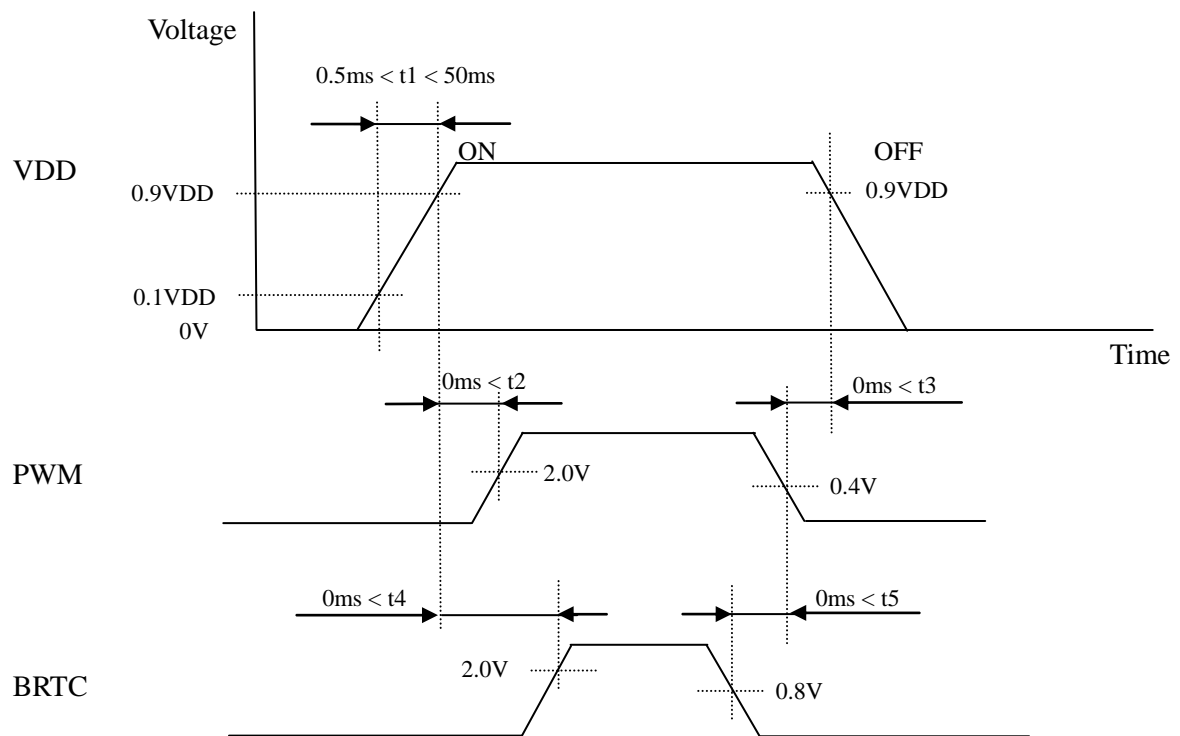 Voltage
0.5ms < t1 < 50ms
VDD
ON
OFF
0.9VDD
0.9VDD
0.1VDD
0V
Time
0ms < t2
0ms < t3
PWM
2.0V
0.4V
0ms < t4
0ms < t5
BRTC
2.0V
0.8V